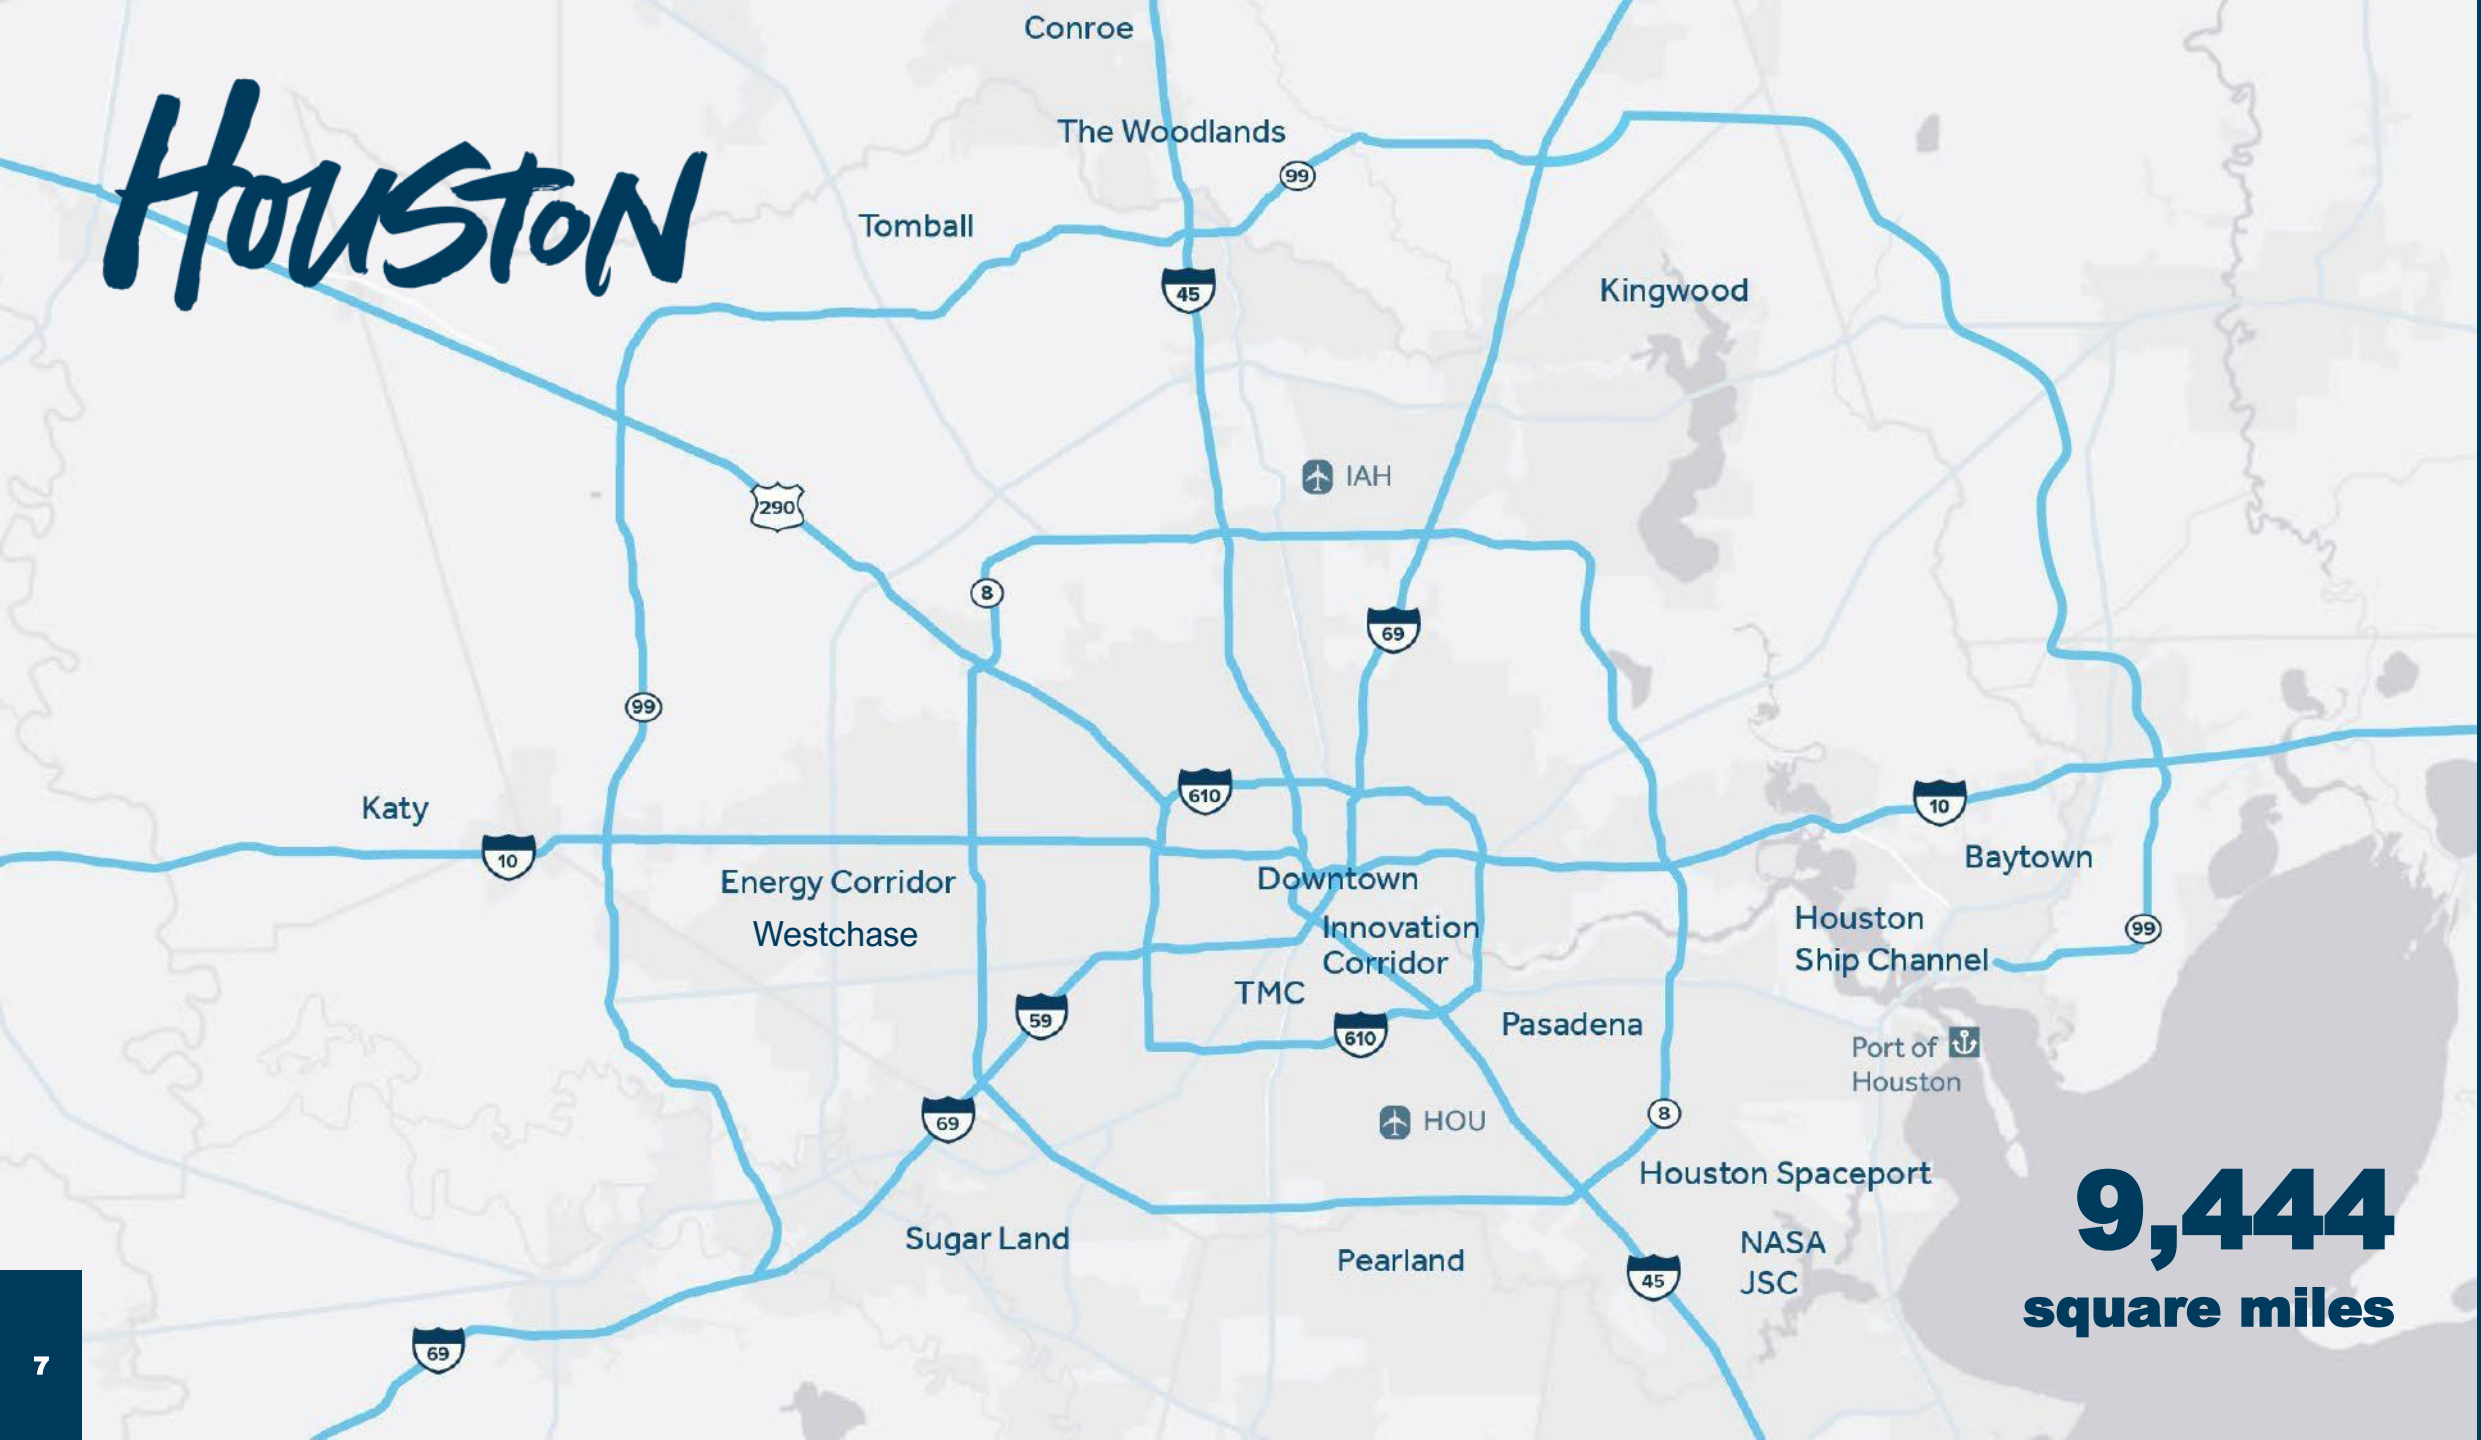 Conroe
HOUSTON
The Woodlands
99
Tomball
45
Kingwood
IAH
290
8
69
99
610
10
Katy
10
Baytown
Energy Corridor
Downtown
Westchase
Innovation
Corridor
Houston
Ship Channel
99
TMC
59
610
Pasadena
Port of
Houston
69
HOU
8
Houston Spaceport
Sugar Land
Pearland
NASA
JSC
45
9,444
square miles
69
7